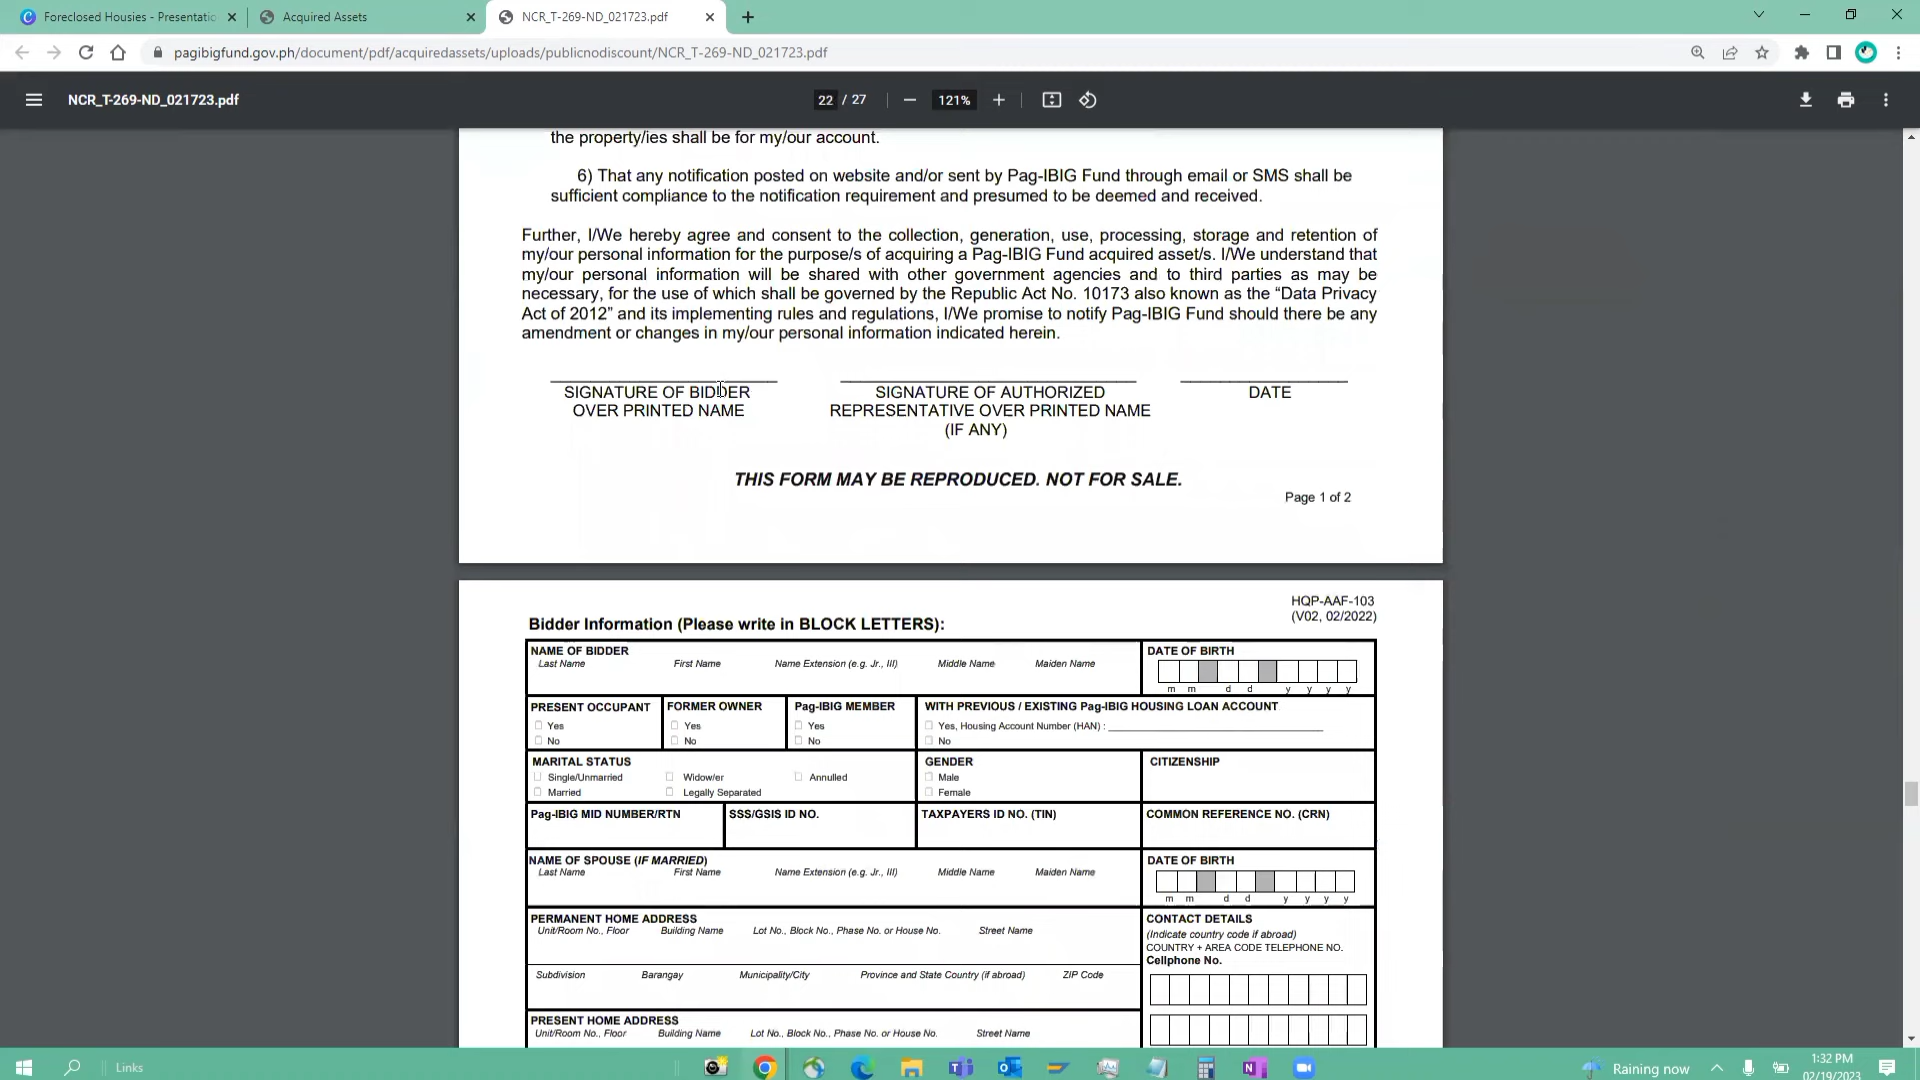 Foreclosed Housies - Presentatio
Acquired Assets
NCR_T-269-ND_021723.pdf
pagibigfund.gov.ph/document/pdf/acquiredassets/uploads/publicnodiscount/NCR_T-269-ND_021723.pdf
NCR_T-269-ND_021723.pdf
22 / 27
121%
the property/ies shall be for my/our account.
6) That any notification posted on website and/or sent by Pag-IBIG Fund through email or SMS shall be
sufficient compliance to the notification requirement and presumed to be deemed and received.
Further, I/We hereby agree and consent to the collection, generation, use, processing, storage and retention of
my/our personal information for the purpose/s of acquiring a Pag-IBIG Fund acquired asset/s. I/We understand that
my/our personal information will be shared with other government agencies and to third parties as may be
necessary, for the use of which shall be governed by the Republic Act No. 10173 also known as the “Data Privacy
Act of 2012” and its implementing rules and regulations, I/We promise to notify Pag-IBIG Fund should there be any
amendment or changes in my/our personal information indicated herein.
SIGNATURE OF BIDDER SIGNATURE OF AUTHORIZED DATE
OVER PRINTED NAME REPRESENTATIVE OVER PRINTED NAME
(IF ANY)
THIS FORM MAY BE REPRODUCED. NOT FOR SALE.
Page 1 of 2
HQP-AAF-103
(V02, 02/2022)
Bidder Information (Please write in BLOCK LETTERS):
NAME OF BIDDER DATE OF BIRTH
Last Name First Name Name Extension (e.g. Jr., III) Middle Name Maiden Name
m m d d y y y y
PRESENT OCCUPANT FORMER OWNER Pag-IBIG MEMBER WITH PREVIOUS / EXISTING Pag-IBIG HOUSING LOAN ACCOUNT
Yes Yes Yes Yes, Housing Account Number (HAN) :
No No No No
MARITAL STATUS GENDER CITIZENSHIP
Single/Unmarried Widow/er Annulled Male
Married Legally Separated Female
Pag-IBIG MID NUMBER/RTN SSS/GSIS ID NO. TAXPAYERS ID NO. (TIN) COMMON REFERENCE NO. (CRN)
NAME OF SPOUSE (IF MARRIED) DATE OF BIRTH
Last Name First Name Name Extension (e.g. Jr., III) Middle Name Maiden Name
m m d d y y y y
PERMANENT HOME ADDRESS CONTACT DETAILS
Unit/Room No., Floor Building Name Lot No., Block No., Phase No. or House No. Street Name (Indicate country code if abroad)
COUNTRY + AREA CODE TELEPHONE NO.
Cellphone No.
Subdivision Barangay Municipality/City Province and State Country (if abroad) ZIP Code
PRESENT HOME ADDRESS
Unit/Room No., Floor Building Name Lot No., Block No., Phase No. or House No. Street Name
Links
Raining now
1:32 PM
02/19/2023